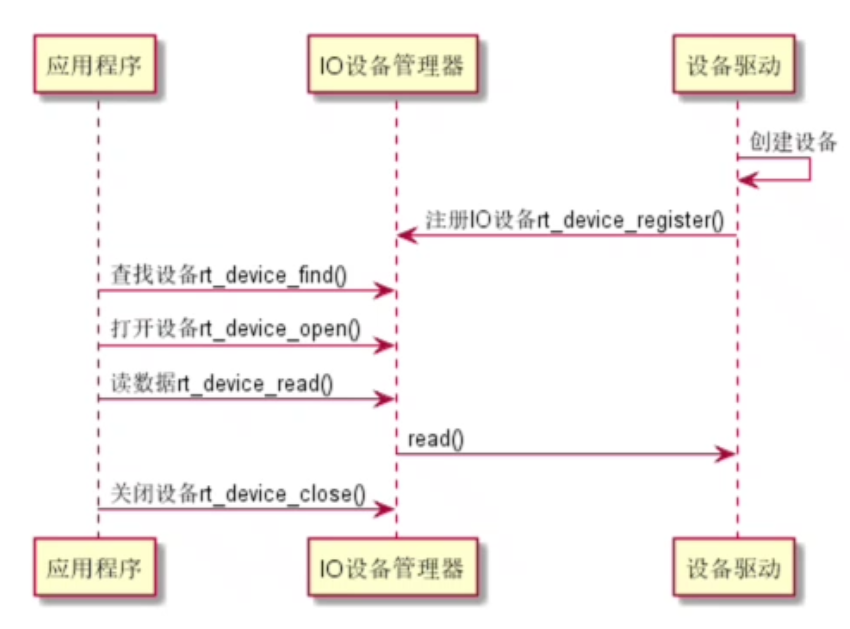 应用程序
IO设备管理器
设备驱动
创建设备
注册IO设备rt_device_register()
查找设备rt_device_find()
打开设备rt_device_open()
读数据rt_device_read()
read()
关闭设备rt_device_close()
应用程序
IO设备管理器
设备驱动